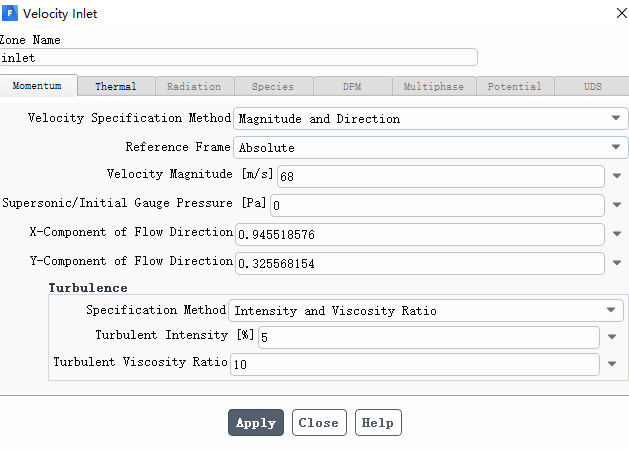 F Velocity Inlet
Zone Name
inlet
Momentum Thermal Radiation Species DPM Multiphase Potential UDS
Velocity Specification Method Magnitude and Direction
Reference Frame Absolute
Velocity Magnitude [m/s] 68
Supersonic/Initial Gauge Pressure [Pa] 0
X-Component of Flow Direction 0.945518576
Y-Component of Flow Direction 0.325568154
Turbulence
Specification Method Intensity and Viscosity Ratio
Turbulent Intensity [%] 5
Turbulent Viscosity Ratio 10
Apply Close Help